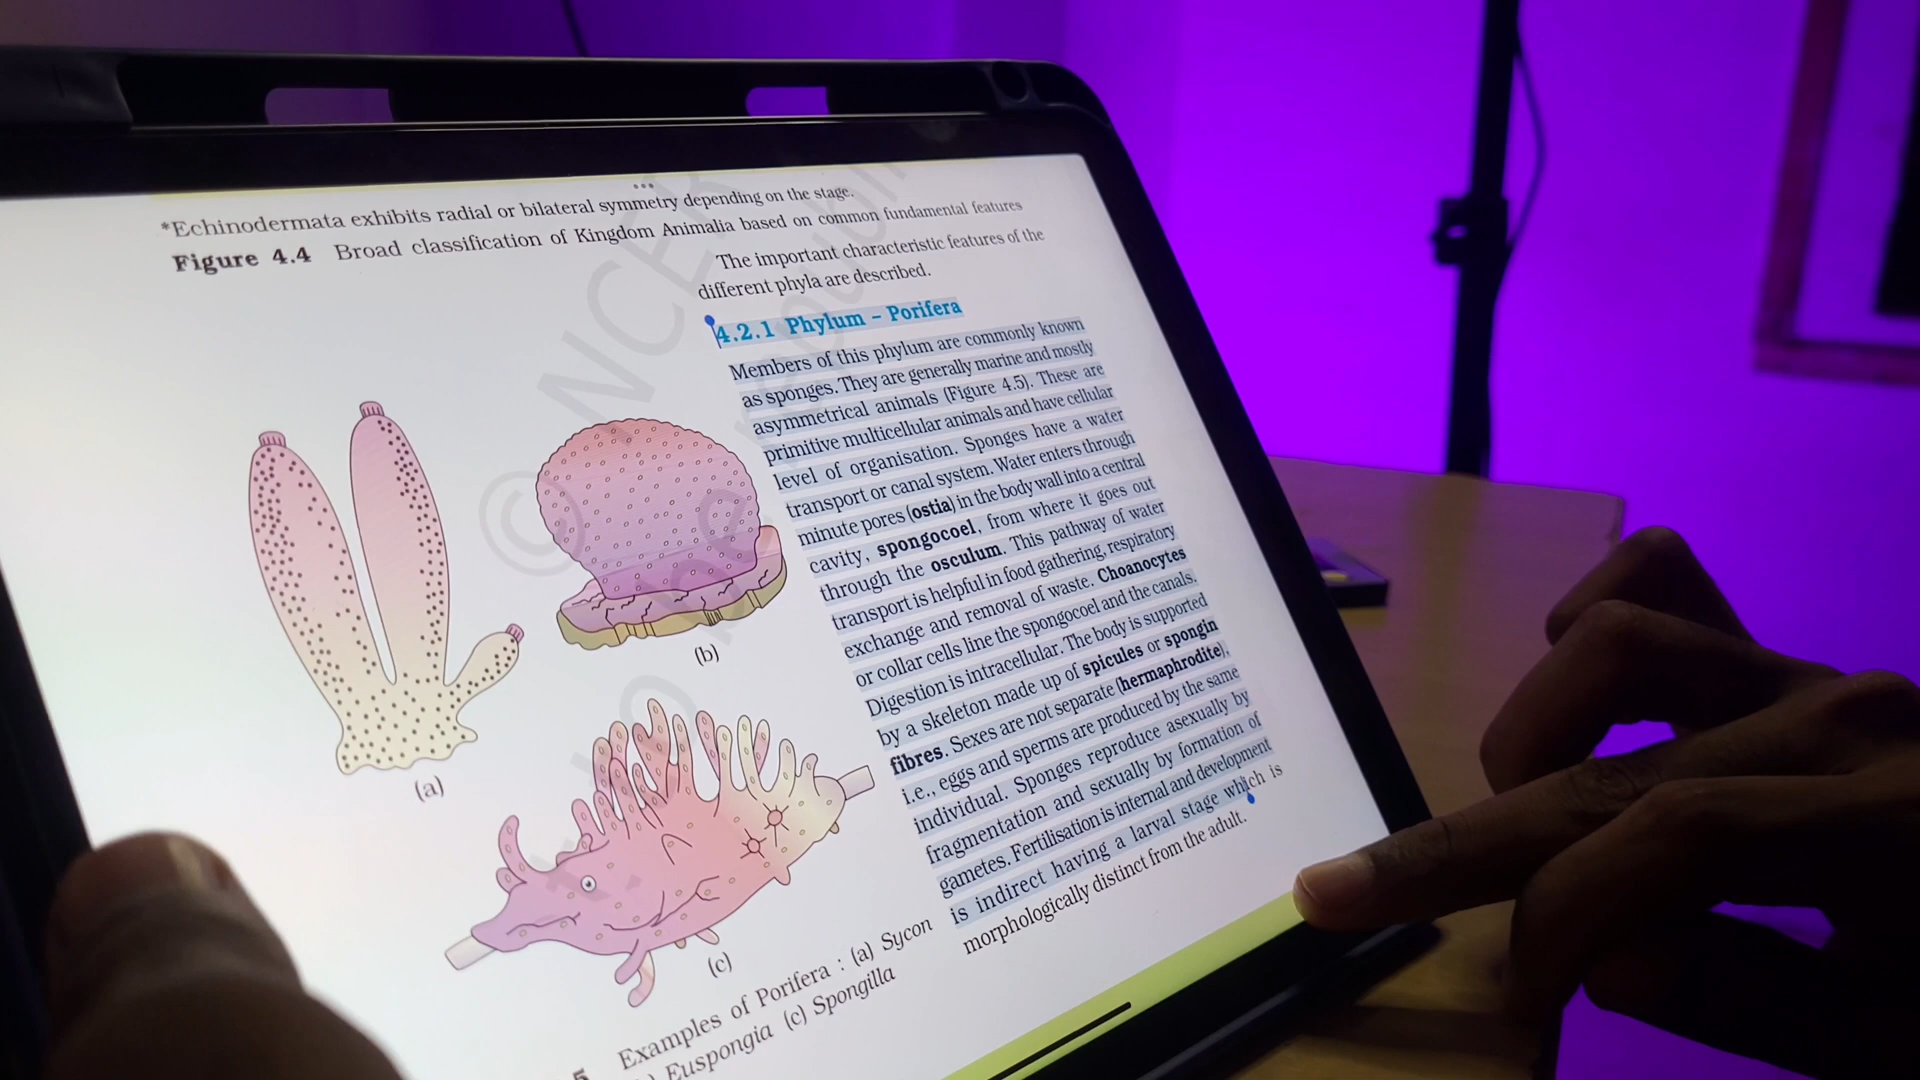 *Echinodermata exhibits radial or bilateral symmetry depending on the stage.
Figure 4.4 Broad classification of Kingdom Animalia based on common fundamental features
The important characteristic features of the
different phyla are described.
4.2.1 Phylum – Porifera
Members of this phylum are commonly known
as sponges. They are generally marine and mostly
asymmetrical animals (Figure 4.5). These are
primitive multicellular animals and have cellular
level of organisation. Sponges have a water
transport or canal system. Water enters through
minute pores (ostia) in the body wall into a central
cavity, spongocoel, from where it goes out
through the osculum. This pathway of water
transport is helpful in food gathering, respiratory
exchange and removal of waste. Choanocytes
or collar cells line the spongocoel and the canals.
Digestion is intracellular. The body is supported
by a skeleton made up of spicules or spongin
fibres. Sexes are not separate (hermaphrodite),
i.e., eggs and sperms are produced by the same
individual. Sponges reproduce asexually by
fragmentation and sexually by formation of
gametes. Fertilisation is internal and development
is indirect having a larval stage which is
morphologically distinct from the adult.
(a)
(b)
(c)
5 Examples of Porifera : (a) Sycon
) Euspongia (c) Spongilla
© NCER